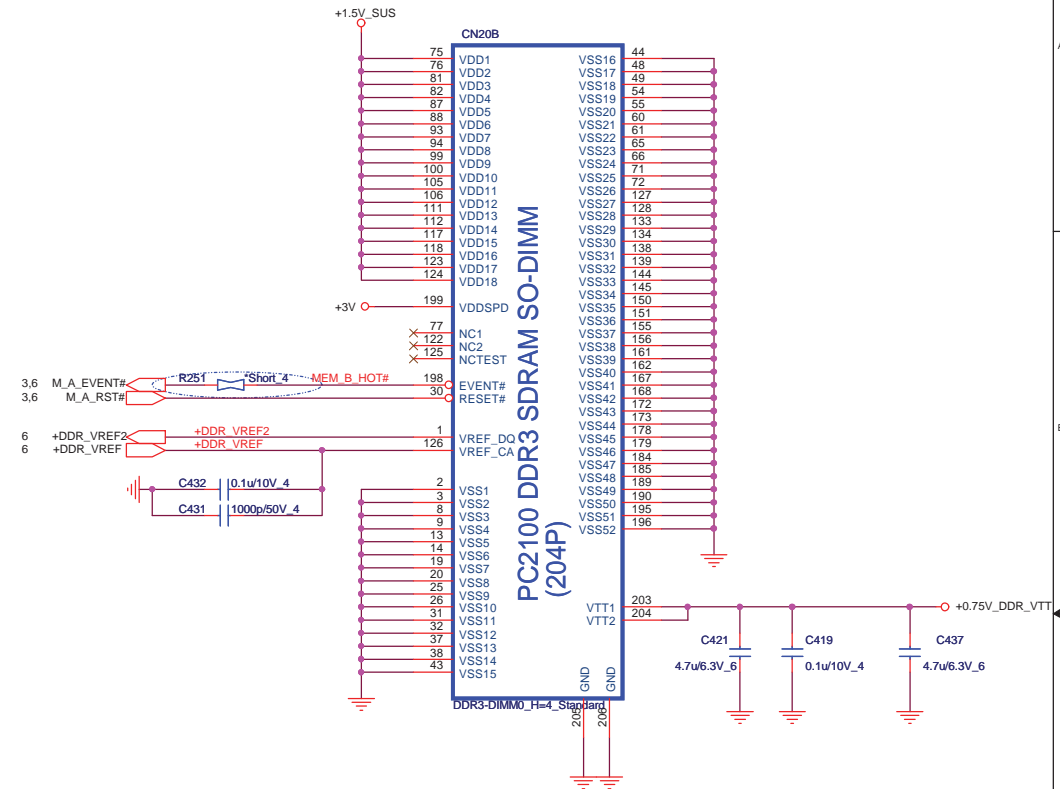 +1.5V_SUS
CN20B
75 VDD1 VSS16 44
76 VDD2 VSS17 48
81 VDD3 VSS18 49
82 VDD4 VSS19 54
87 VDD5 VSS20 55
88 VDD6 VSS21 60
93 VDD7 VSS22 61
94 VDD8 VSS23 65
99 VDD9 VSS24 66
100 VDD10 VSS25 71
105 VDD11 VSS26 72
106 VDD12 VSS27 127
111 VDD13 VSS28 128
112 VDD14 VSS29 133
117 VDD15 VSS30 134
118 VDD16 VSS31 138
123 VDD17 VSS32 139
124 VDD18 VSS33 144
VSS34 145
+3V 199 VDDSPD VSS35 150
VSS36 151
77 NC1 VSS37 155
122 NC2 VSS38 156
125 NCTEST VSS39 161
VSS40 162
3,6 M_A_EVENT# R251 *Short_4 MEM_B_HOT# 198 EVENT# VSS41 167
3,6 M_A_RST# 30 RESET# VSS42 168
VSS43 172
VSS44 173
6 +DDR_VREF2 +DDR_VREF2 1 VREF_DQ VSS45 178
6 +DDR_VREF +DDR_VREF 126 VREF_CA VSS46 179
VSS47 184
VSS48 185
C432 0.1u/10V_4 2 VSS1 VSS49 189
3 VSS2 VSS50 190
C431 1000p/50V_4 8 VSS3 VSS51 195
9 VSS4 VSS52 196
13 VSS5
14 VSS6
19 VSS7
20 VSS8
25 VSS9
26 VSS10 VTT1 203 +0.75V_DDR_VTT
31 VSS11 VTT2 204
32 VSS12
37 VSS13
38 VSS14
43 VSS15
PC2100 DDR3 SDRAM SO-DIMM
(204P)
C421 C419 C437
4.7u/6.3V_6 0.1u/10V_4 4.7u/6.3V_6
GND GND
DDR3-DIMM0_H=4_Standard
205 206